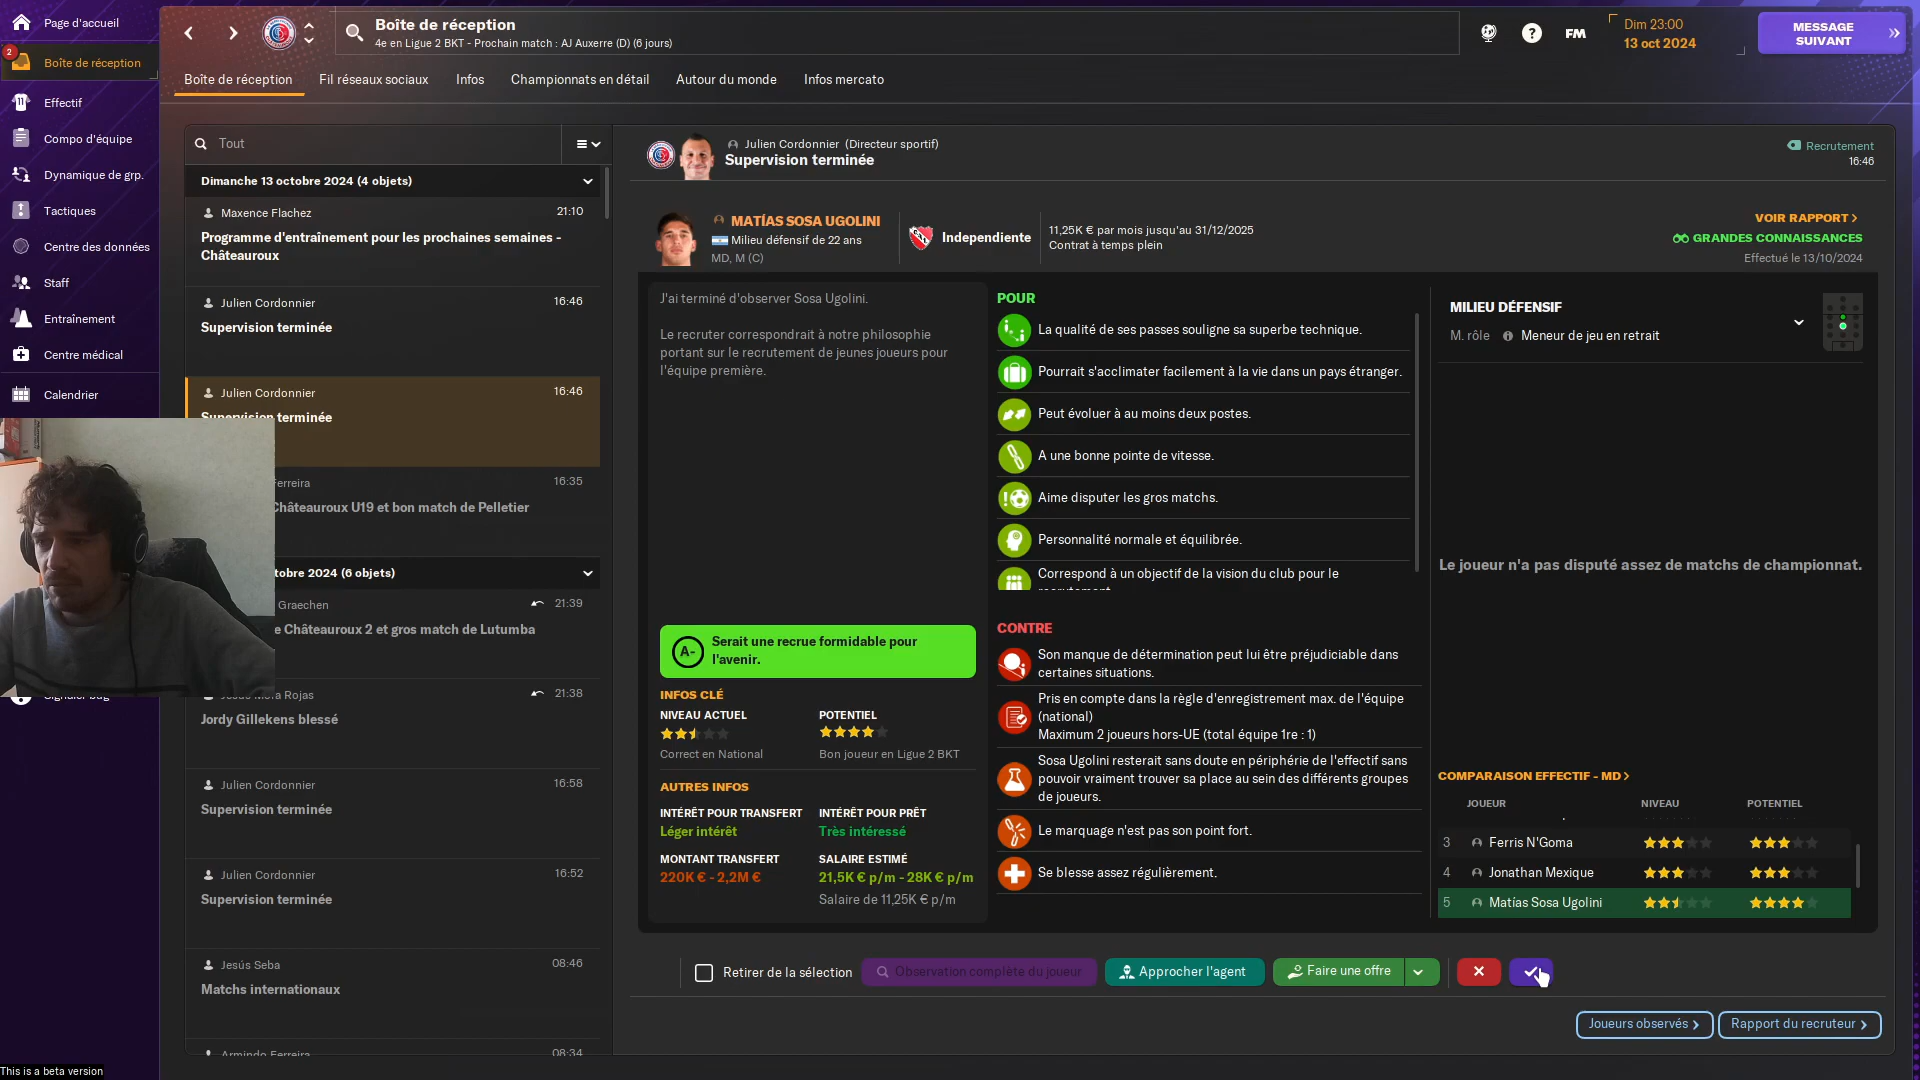 Page d'accueil
2
Boîte de réception
Effectif
Compo d'équipe
Dynamique de grp.
Tactiques
Centre des données
Staff
Entraînement
Centre médical
Calendrier
Boîte de réception
4e en Ligue 2 BKT - Prochain match : AJ Auxerre (D) (6 jours)
FM
Dim 23:00
13 oct 2024
MESSAGE
SUIVANT
Boîte de réception
Fil réseaux sociaux
Infos
Championnats en détail
Autour du monde
Infos mercato
Tout
Dimanche 13 octobre 2024 (4 objets)
Maxence Flachez
21:10
Programme d'entraînement pour les prochaines semaines -
Châteauroux
Julien Cordonnier
16:46
Supervision terminée
Julien Cordonnier
16:46
Supervision terminée
Ferreira
16:35
Châteauroux U19 et bon match de Pelletier
tobre 2024 (6 objets)
Graechen
21:39
e Châteauroux 2 et gros match de Lutumba
Rojas
21:38
Jordy Gillekens blessé
Julien Cordonnier
16:58
Supervision terminée
Julien Cordonnier
16:52
Supervision terminée
Jesús Seba
08:46
Matchs internationaux
Armindo Ferreira
08:34
Julien Cordonnier (Directeur sportif)
Supervision terminée
Recrutement
16:46
MATÍAS SOSA UGOLINI
Milieu défensif de 22 ans
MD, M (C)
Independiente
11,25K € par mois jusqu'au 31/12/2025
Contrat à temps plein
VOIR RAPPORT
GRANDES CONNAISSANCES
Effectué le 13/10/2024
J'ai terminé d'observer Sosa Ugolini.
Le recruter correspondrait à notre philosophie
portant sur le recrutement de jeunes joueurs pour
l'équipe première.
A-
Serait une recrue formidable pour
l'avenir.
INFOS CLÉ
NIVEAU ACTUEL
POTENTIEL
Correct en National
Bon joueur en Ligue 2 BKT
AUTRES INFOS
INTÉRÊT POUR TRANSFERT
INTÉRÊT POUR PRÊT
Léger intérêt
Très intéressé
MONTANT TRANSFERT
SALAIRE ESTIMÉ
220K € - 2,2M €
21,5K € p/m - 28K € p/m
Salaire de 11,25K € p/m
POUR
La qualité de ses passes souligne sa superbe technique.
Pourrait s'acclimater facilement à la vie dans un pays étranger.
Peut évoluer à au moins deux postes.
A une bonne pointe de vitesse.
Aime disputer les gros matchs.
Personnalité normale et équilibrée.
Correspond à un objectif de la vision du club pour le
recrutement.
CONTRE
Son manque de détermination peut lui être préjudiciable dans
certaines situations.
Pris en compte dans la règle d'enregistrement max. de l'équipe
(national)
Maximum 2 joueurs hors-UE (total équipe 1re : 1)
Sosa Ugolini resterait sans doute en périphérie de l'effectif sans
pouvoir vraiment trouver sa place au sein des différents groupes
de joueurs.
Le marquage n'est pas son point fort.
Se blesse assez régulièrement.
MILIEU DÉFENSIF
M. rôle
Meneur de jeu en retrait
Le joueur n'a pas disputé assez de matchs de championnat.
COMPARAISON EFFECTIF - MD
JOUEUR
NIVEAU
POTENTIEL
3 Ferris N'Goma
4 Jonathan Mexique
5 Matías Sosa Ugolini
Retirer de la sélection
Observation complète du joueur
Approcher l'agent
Faire une offre
Joueurs observés
Rapport du recruteur
This is a beta version